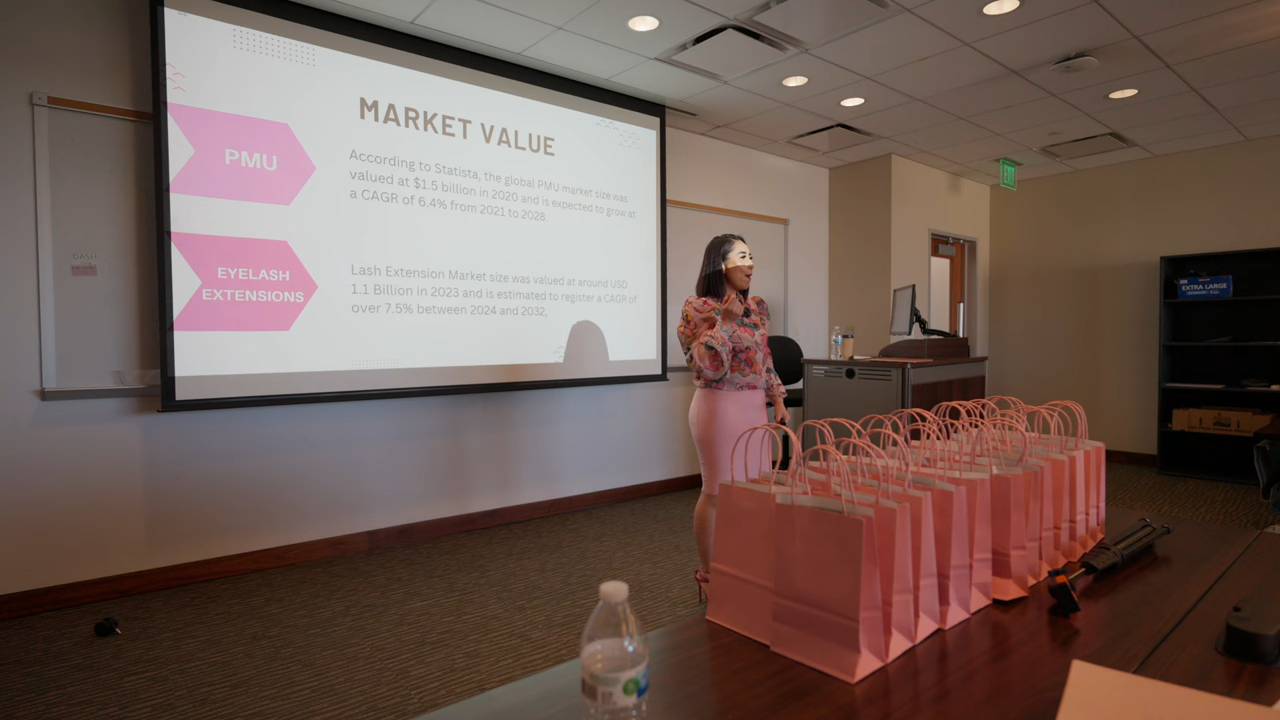 MARKET VALUE
PMU
According to Statista, the global PMU market size was
valued at $1.5 billion in 2020 and is expected to grow at
a CAGR of 6.4% from 2021 to 2028.
EYELASH
EXTENSIONS
Lash Extension Market size was valued at around USD
1.1 Billion in 2023 and is estimated to register a CAGR of
over 7.5% between 2024 and 2032,
DASH
EXIT
EXTRA LARGE